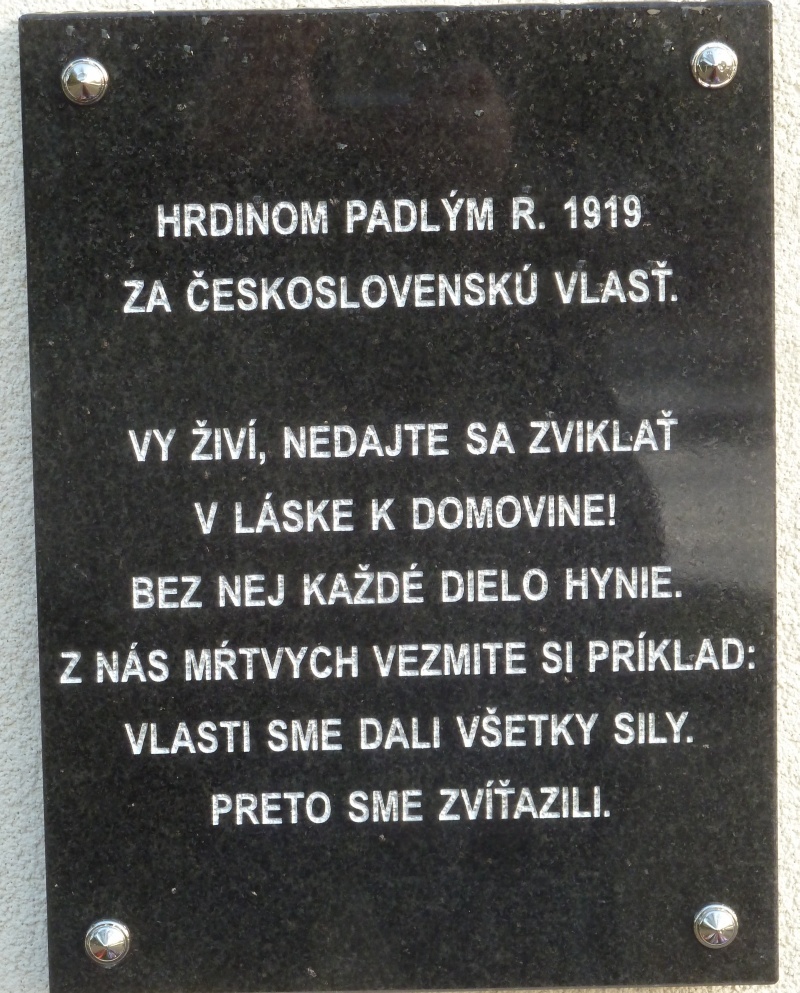 HRDINOM PADLÝM R. 1919
ZA ČESKOSLOVENSKÚ VLASŤ.
VY ŽIVÍ, NEDAJTE SA ZVIKLAŤ
V LÁSKE K DOMOVINE!
BEZ NEJ KAŽDÉ DIELO HYNIE.
Z NÁS MŔTVYCH VEZMITE SI PRÍKLAD:
VLASTI SME DALI VŠETKY SILY.
PRETO SME ZVÍŤAZILI.